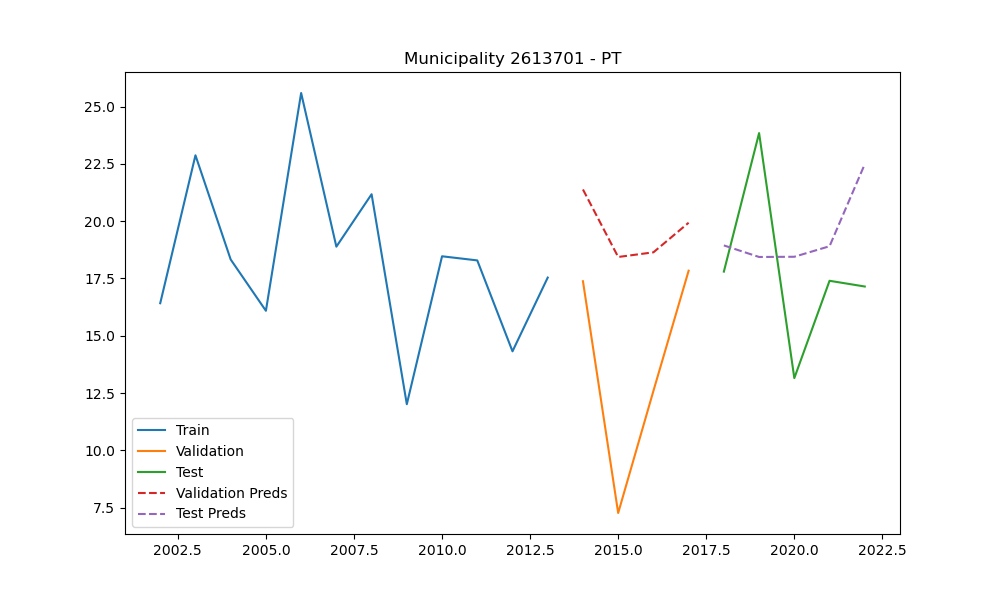 Municipality 2613701 - PT
25.0
22.5
20.0
17.5
15.0
12.5
10.0
7.5
Train
Validation
Test
Validation Preds
Test Preds
2002.5 2005.0 2007.5 2010.0 2012.5 2015.0 2017.5 2020.0 2022.5